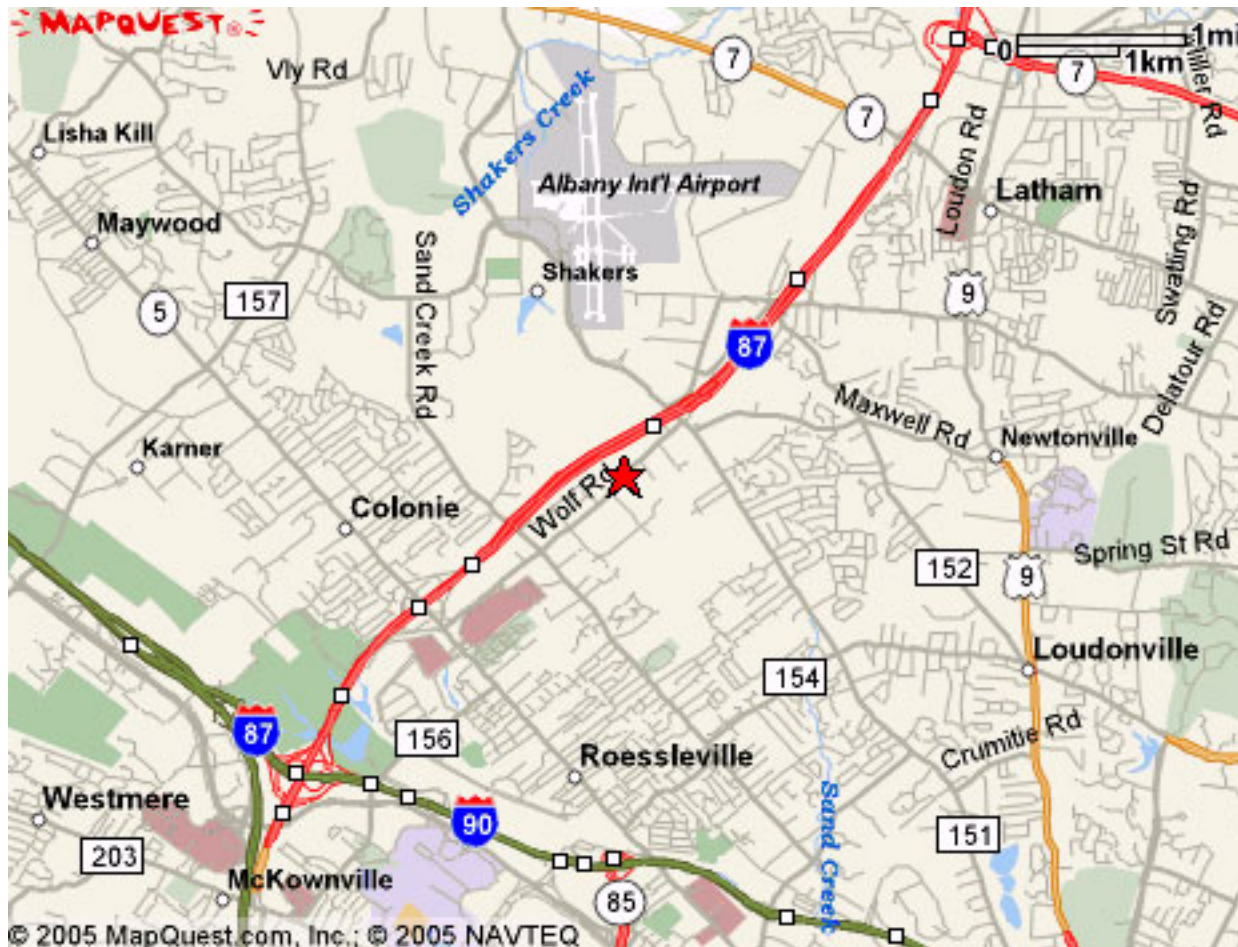 MAPQUEST®
0 1mi
1km
7
7
7
Vly Rd
Miller Rd
Lisha Kill
Shakers Creek
Albany Int'l Airport
Loudon Rd
Latham
Maywood
Sand Creek Rd
Shakers
Swatling Rd
157
5
9
87
Delatour Rd
Maxwell Rd
Newtonville
Karner
Wolf Rd
Colonie
Spring St Rd
152
9
Loudonville
154
87
156
Crumitie Rd
Roessleville
Westmere
Sand Creek
90
151
203
McKownville
85
© 2005 MapQuest.com, Inc.; © 2005 NAVTEQ